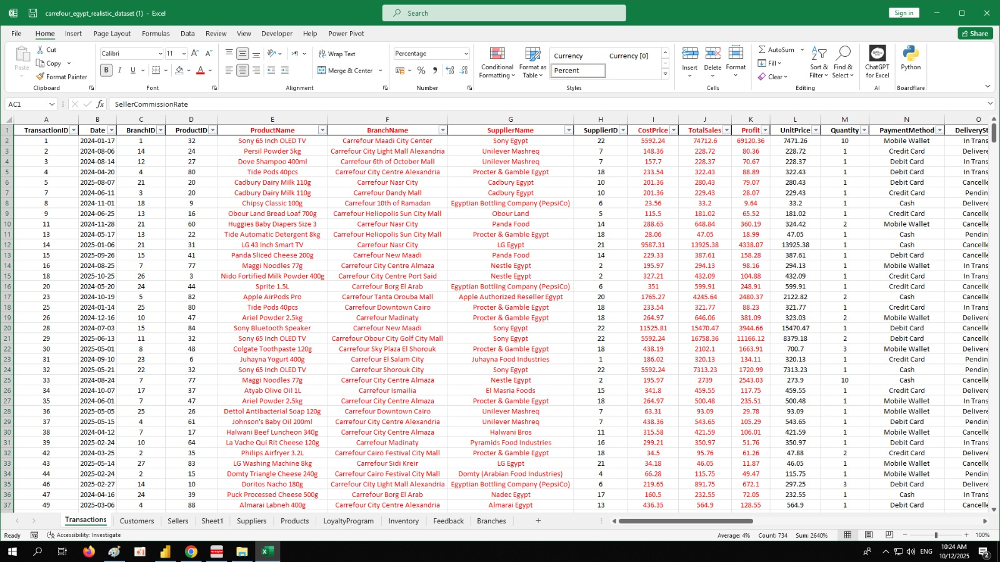 carrefour_egypt_realistic_dataset (1) - Excel
Search
Sign in
File Home Insert Page Layout Formulas Data Review View Developer Help Power Pivot
Share
Paste
Cut
Copy
Format Painter
Clipboard
Calibri 11
B I U
Font
Wrap Text
Merge & Center
Alignment
Percentage
Number
Conditional Formatting
Format as Table
Currency Currency [0]
Percent
Styles
Insert Delete Format
Cells
AutoSum
Fill
Clear
Sort & Filter
Find & Select
Editing
ChatGPT for Excel
AI
Python
Boardflare
AC1 fx SellerCommissionRate
A B C D E F G H I J K L M N O
1 TransactionID Date BranchID ProductID ProductName BranchName SupplierName SupplierID CostPrice TotalSales Profit UnitPrice Quantity PaymentMethod DeliverySt
2 1 2024-01-17 1 32 Sony 65 Inch OLED TV Carrefour Maadi City Center Sony Egypt 22 5592.24 74712.6 69120.36 7471.26 10 Mobile Wallet In Trans
3 2 2024-08-06 14 24 Persil Powder 5kg Carrefour City Light Mall Alexandria Unilever Mashreq 7 148.36 228.72 80.36 228.72 1 Credit Card Delivere
4 3 2024-08-14 12 27 Dove Shampoo 400ml Carrefour 6th of October Mall Unilever Mashreq 7 157.7 228.37 70.67 228.37 1 Debit Card In Trans
5 4 2024-04-20 4 80 Tide Pods 40pcs Carrefour City Centre Alexandria Procter & Gamble Egypt 18 233.54 322.43 88.89 322.43 1 Debit Card In Trans
6 5 2025-08-07 21 20 Cadbury Dairy Milk 110g Carrefour Nasr City Cadbury Egypt 10 201.36 280.43 79.07 280.43 1 Debit Card Cancelle
7 7 2024-06-11 3 20 Cadbury Dairy Milk 110g Carrefour Dandy Mall Cadbury Egypt 10 201.36 229.43 28.07 229.43 1 Credit Card Pendin
8 8 2024-11-01 18 9 Chipsy Classic 100g Carrefour 10th of Ramadan Egyptian Bottling Company (PepsiCo) 6 23.56 33.2 9.64 33.2 1 Cash Delivere
9 9 2024-06-25 13 16 Obour Land Bread Loaf 700g Carrefour Heliopolis Sun City Mall Obour Land 5 115.5 181.02 65.52 181.02 1 Credit Card Cancelle
10 11 2024-11-28 21 60 Huggies Baby Diapers Size 3 Carrefour Nasr City Panda Food 14 288.65 648.84 360.19 324.42 2 Mobile Wallet Cancelle
11 13 2024-05-17 13 22 Tide Automatic Detergent 8kg Carrefour Heliopolis Sun City Mall Procter & Gamble Egypt 18 28.06 47.05 18.99 47.05 1 Cash Pendin
12 14 2025-01-06 21 31 LG 43 Inch Smart TV Carrefour Nasr City LG Egypt 21 9587.31 13925.38 4338.07 13925.38 1 Cash Cancelle
13 15 2025-09-26 15 41 Panda Sliced Cheese 200g Carrefour New Maadi Panda Food 14 229.33 387.61 158.28 387.61 1 Debit Card Cancelle
14 16 2024-08-25 7 77 Maggi Noodles 77g Carrefour City Centre Almaza Nestle Egypt 2 195.97 294.13 98.16 294.13 1 Mobile Wallet In Trans
15 18 2025-10-25 26 3 Nido Fortified Milk Powder 400g Carrefour City Centre Port Said Nestle Egypt 2 327.21 432.09 104.88 432.09 1 Credit Card In Trans
16 20 2024-05-20 24 44 Sprite 1.5L Carrefour Borg El Arab Egyptian Bottling Company (PepsiCo) 6 351 599.91 248.91 599.91 1 Credit Card Cancelle
17 23 2024-10-19 5 82 Apple AirPods Pro Carrefour Tanta Orouba Mall Apple Authorized Reseller Egypt 20 1765.27 4245.64 2480.37 2122.82 2 Cash Cancelle
18 25 2024-01-14 25 80 Tide Pods 40pcs Carrefour Downtown Cairo Procter & Gamble Egypt 18 233.54 321.77 88.23 321.77 1 Credit Card In Trans
19 26 2024-12-16 10 47 Ariel Powder 2.5kg Carrefour Madinaty Procter & Gamble Egypt 18 264.97 646.06 381.09 323.03 2 Mobile Wallet Cancelle
20 28 2024-07-03 15 84 Sony Bluetooth Speaker Carrefour New Maadi Sony Egypt 22 11525.81 15470.47 3944.66 15470.47 1 Debit Card Cancelle
21 29 2025-06-13 11 32 Sony 65 Inch OLED TV Carrefour Obour City Golf City Mall Sony Egypt 22 5592.24 16758.36 11166.12 8379.18 2 Debit Card Cancelle
22 30 2025-05-01 8 48 Colgate Toothpaste 120g Carrefour Sky Plaza El Shorouk Procter & Gamble Egypt 18 438.19 2102.1 1663.91 700.7 3 Mobile Wallet Delivere
23 31 2024-09-10 23 6 Juhayna Yogurt 400g Carrefour El Salam City Juhayna Food Industries 1 186.02 320.13 134.11 320.13 1 Credit Card Pendin
24 32 2025-05-21 22 32 Sony 65 Inch OLED TV Carrefour Shorouk City Sony Egypt 22 5592.24 7313.23 1720.99 7313.23 1 Cash Pendin
25 33 2024-08-24 7 77 Maggi Noodles 77g Carrefour City Centre Almaza Nestle Egypt 2 195.97 2739 2543.03 273.9 10 Cash Cancelle
26 34 2024-10-07 17 37 Atyab Olive Oil 1L Carrefour Ismailia El Masria Foods 15 341.8 459.55 117.75 459.55 1 Credit Card Delivere
27 35 2024-06-01 7 47 Ariel Powder 2.5kg Carrefour City Centre Almaza Procter & Gamble Egypt 18 264.97 500.48 235.51 500.48 1 Mobile Wallet In Trans
28 36 2025-05-05 25 26 Dettol Antibacterial Soap 120g Carrefour Downtown Cairo Unilever Mashreq 7 63.31 93.09 29.78 93.09 1 Mobile Wallet Delivere
29 37 2025-05-15 4 61 Johnson's Baby Oil 200ml Carrefour City Centre Alexandria Unilever Mashreq 7 438.36 543.65 105.29 543.65 1 Debit Card Pendin
30 38 2024-04-12 7 17 Halwani Beef Luncheon 340g Carrefour City Centre Almaza Halwani Bros 11 315.58 421.59 106.01 421.59 1 Mobile Wallet Cancelle
31 39 2025-02-24 10 64 La Vache Qui Rit Cheese 120g Carrefour Madinaty Pyramids Food Industries 16 299.21 350.97 51.76 350.97 1 Debit Card Cancelle
32 42 2024-03-25 2 35 Philips Airfryer 3.2L Carrefour Cairo Festival City Mall Procter & Gamble Egypt 18 34.5 95.76 61.26 47.88 2 Credit Card Delivere
33 43 2025-05-14 27 83 LG Washing Machine 8kg Carrefour Sidi Kreir LG Egypt 21 34.18 46.05 11.87 46.05 1 Mobile Wallet Cancelle
34 44 2025-02-24 2 15 Domty Triangle Cheese 240g Carrefour Cairo Festival City Mall Domty (Arabian Food Industries) 4 66.28 115.75 49.47 115.75 1 Mobile Wallet Pendin
35 46 2025-02-27 14 10 Doritos Nacho 180g Carrefour City Light Mall Alexandria Egyptian Bottling Company (PepsiCo) 6 219.65 891.75 672.1 297.25 3 Debit Card Delivere
36 47 2024-04-16 24 39 Puck Processed Cheese 500g Carrefour Borg El Arab Nadec Egypt 17 160.5 232.55 72.05 232.55 1 Cash In Trans
37 49 2025-03-06 4 88 Almarai Labneh 400g Carrefour City Centre Alexandria Almarai Egypt 13 436.35 564.9 128.55 564.9 1 Debit Card Cancelle
Transactions Customers Sellers Sheet1 Suppliers Products LoyaltyProgram Inventory Feedback Branches
Ready Accessibility: Investigate Average: 4% Count: 734 Sum: 2640% 100%
ENG
10:24 AM
10/12/2025
2